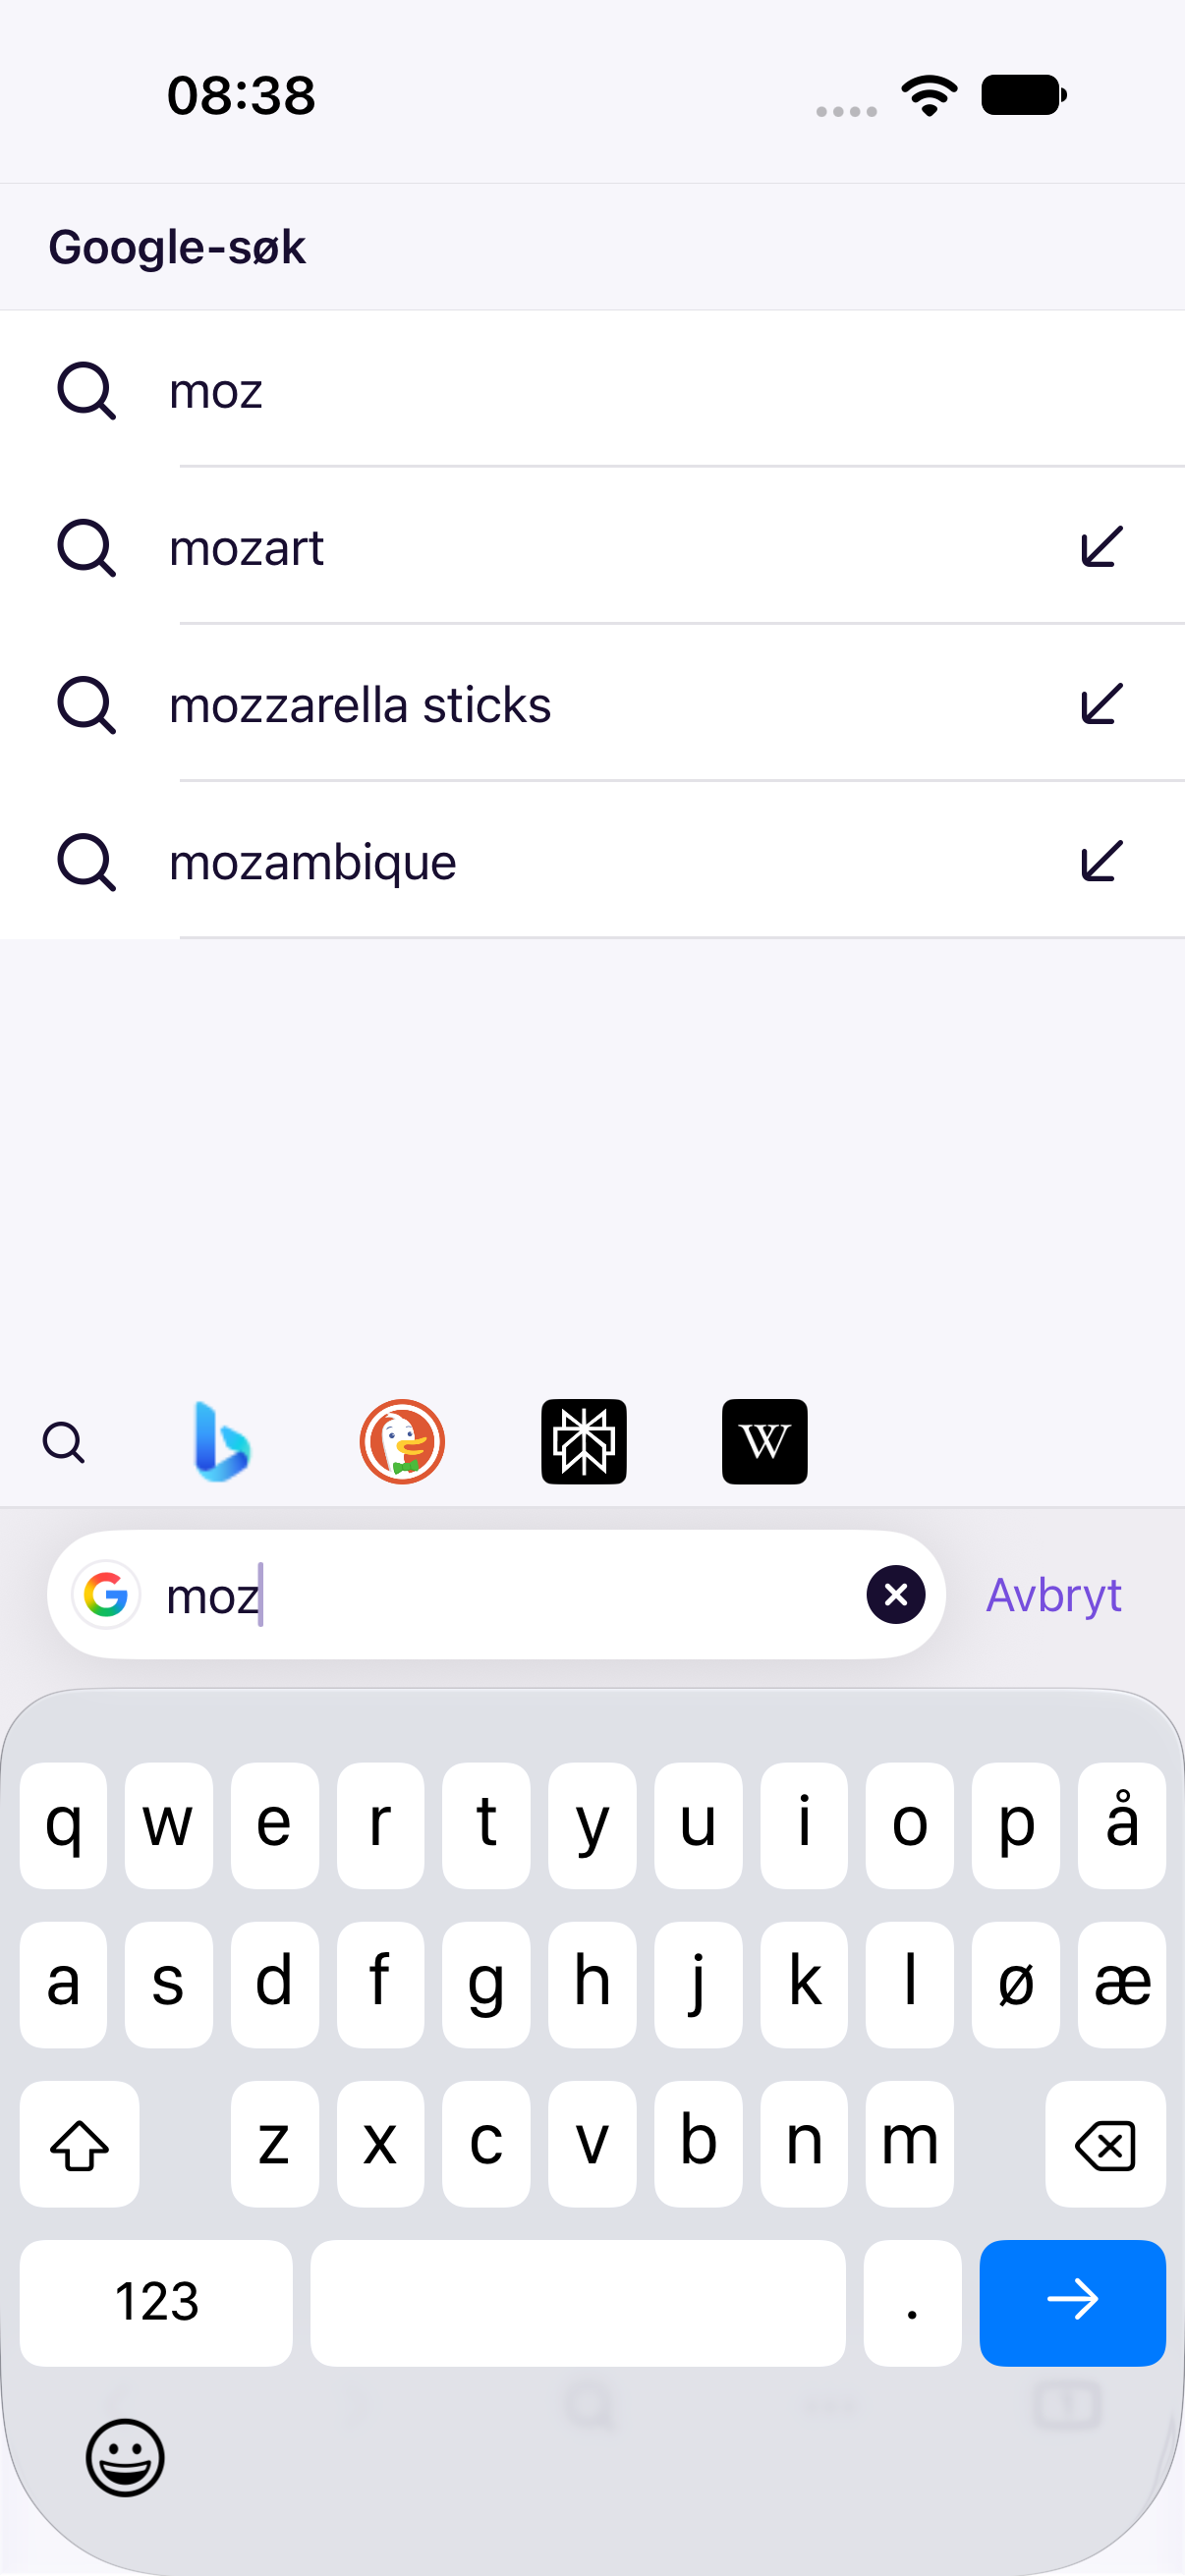 08:38
Google-søk
moz
mozart
mozzarella sticks
mozambique
W
moz
Avbryt
q w e r t y u i o p å
a s d f g h j k l ø æ
z x c v b n m
123 .